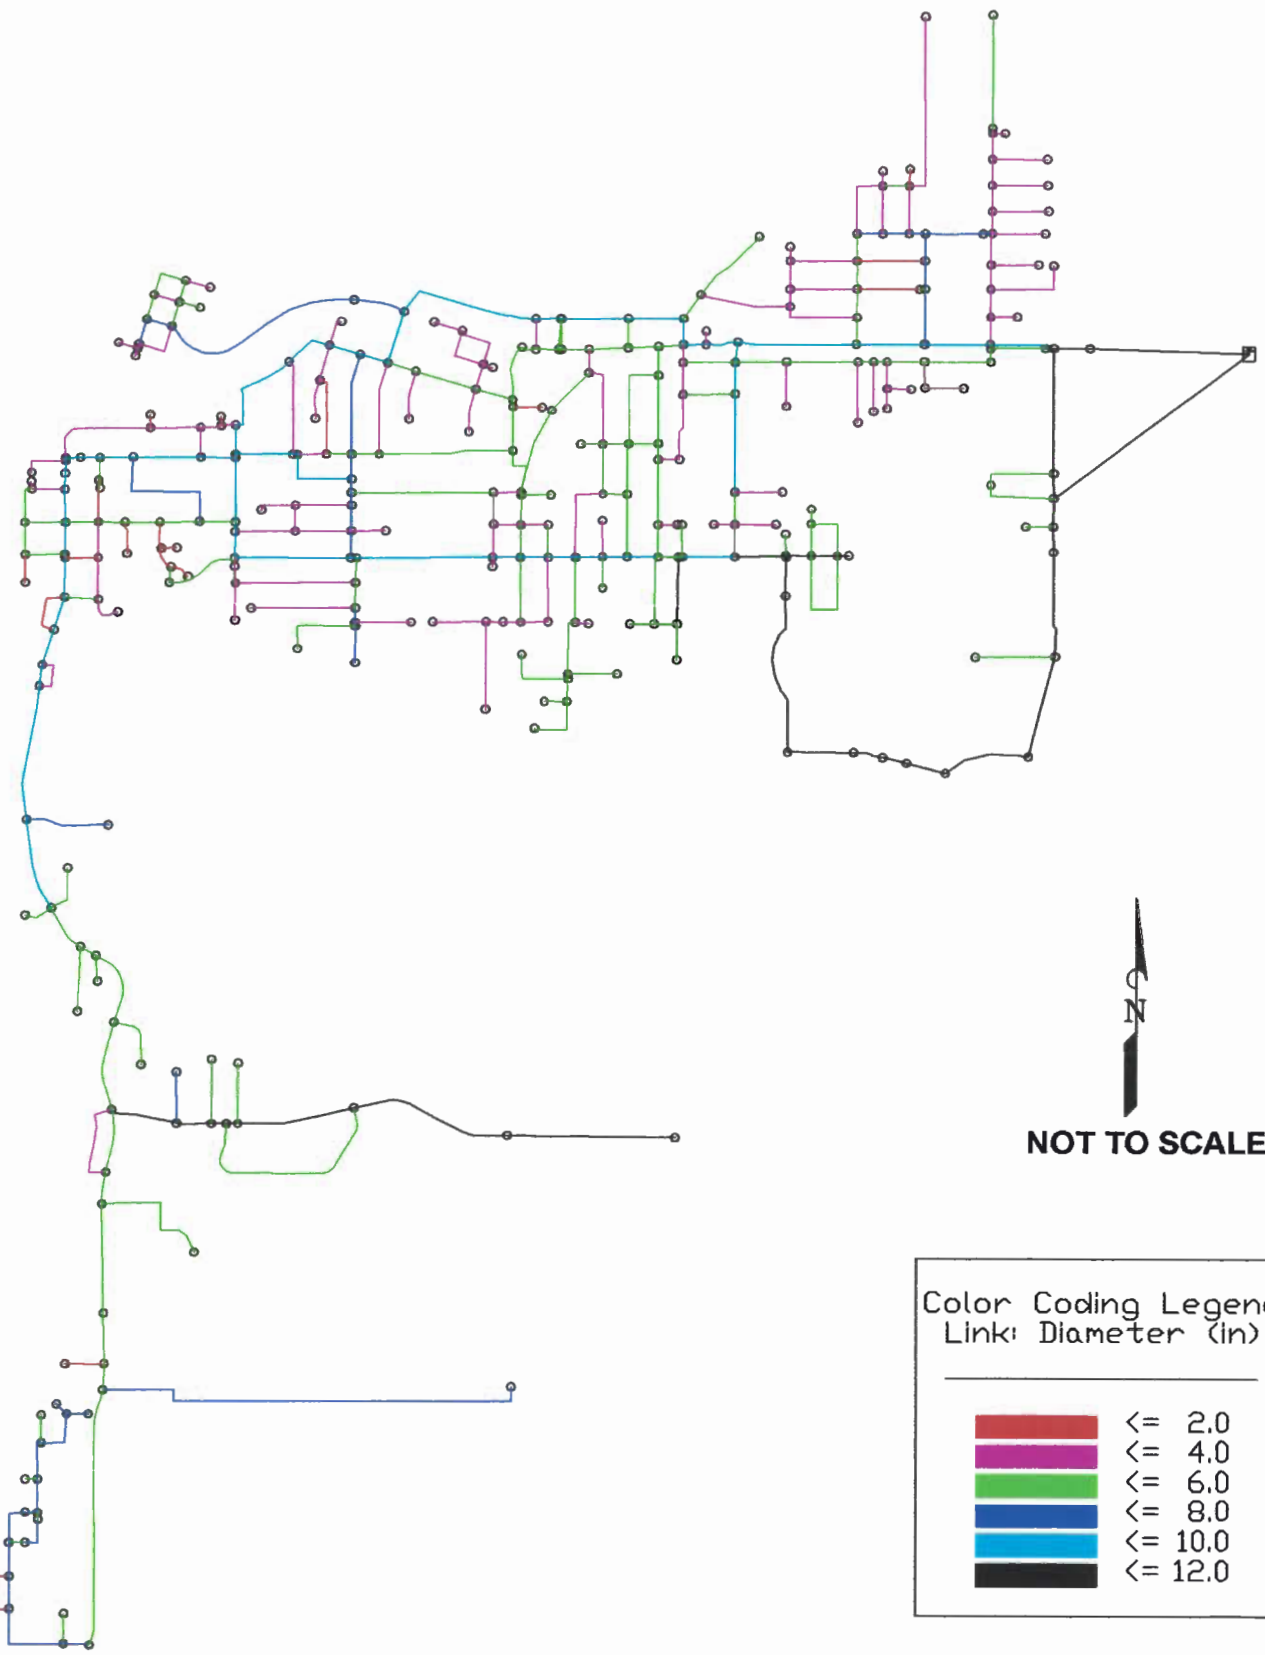 N
NOT TO SCALE
Color Coding Legen
Link: Diameter (in)
<= 2.0
<= 4.0
<= 6.0
<= 8.0
<= 10.0
<= 12.0